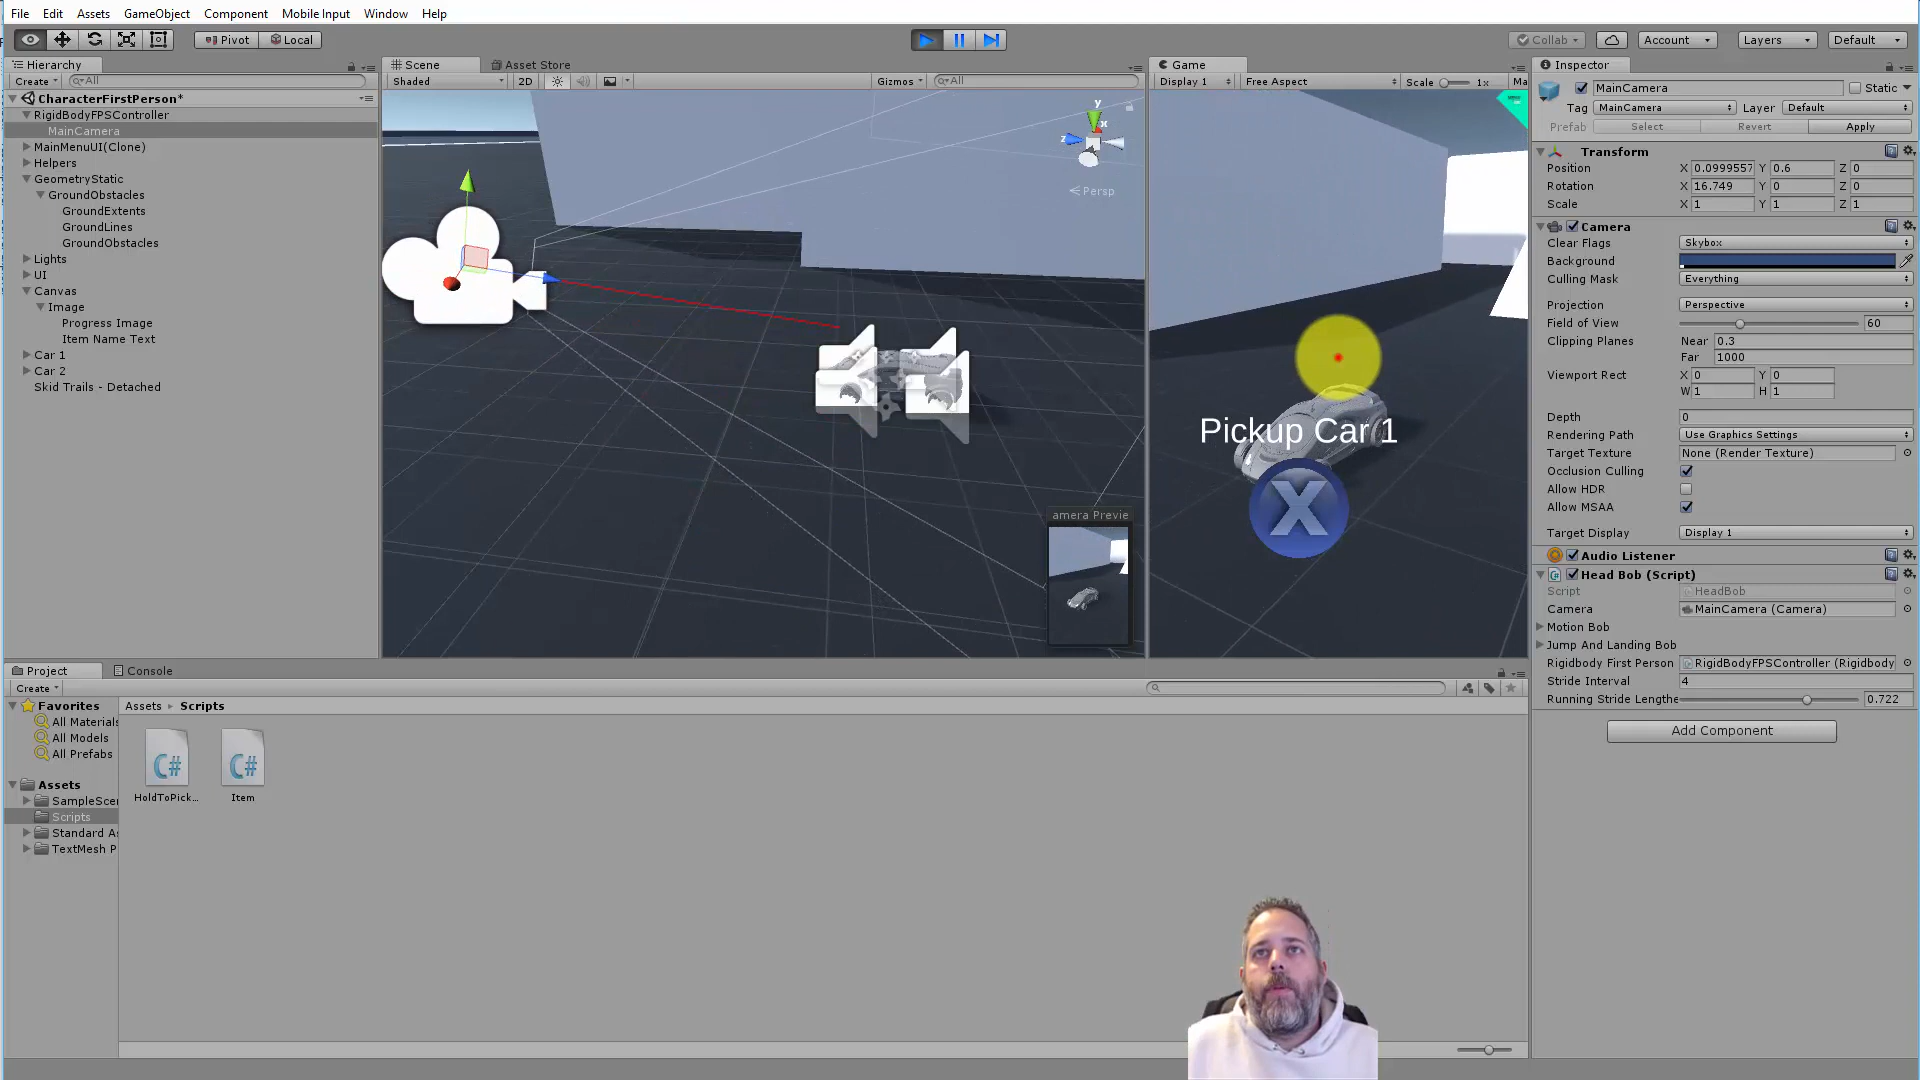 File Edit Assets GameObject Component Mobile Input Window Help
Pivot Local Collab Account Layers Default
Hierarchy
Create All
CharacterFirstPerson*
RigidBodyFPSController
MainCamera
MainMenuUI(Clone)
Helpers
GeometryStatic
GroundObstacles
GroundExtents
GroundLines
GroundObstacles
Lights
UI
Canvas
Image
Progress Image
Item Name Text
Car 1
Car 2
Skid Trails - Detached
Scene Asset Store
Shaded 2D Gizmos All
y
x
z
Persp
amera Previe
Game
Display 1 Free Aspect Scale 1x Ma
Pickup Car 1
X
Inspector
MainCamera Static
Tag MainCamera Layer Default
Prefab Select Revert Apply
Transform
Position X 0.0999557 Y 0.6 Z 0
Rotation X 16.749 Y 0 Z 0
Scale X 1 Y 1 Z 1
Camera
Clear Flags Skybox
Background
Culling Mask Everything
Projection Perspective
Field of View 60
Clipping Planes Near 0.3
Far 1000
Viewport Rect X 0 Y 0
W 1 H 1
Depth 0
Rendering Path Use Graphics Settings
Target Texture None (Render Texture)
Occlusion Culling
Allow HDR
Allow MSAA
Target Display Display 1
Audio Listener
Head Bob (Script)
Script HeadBob
Camera MainCamera (Camera)
Motion Bob
Jump And Landing Bob
Rigidbody First Person RigidBodyFPSController (Rigidbody
Stride Interval 4
Running Stride Lengthe 0.722
Add Component
Project Console
Create
Favorites
All Materials
All Models
All Prefabs
Assets
SampleScen
Scripts
Standard As
TextMesh P
Assets Scripts
C# C#
HoldToPick... Item